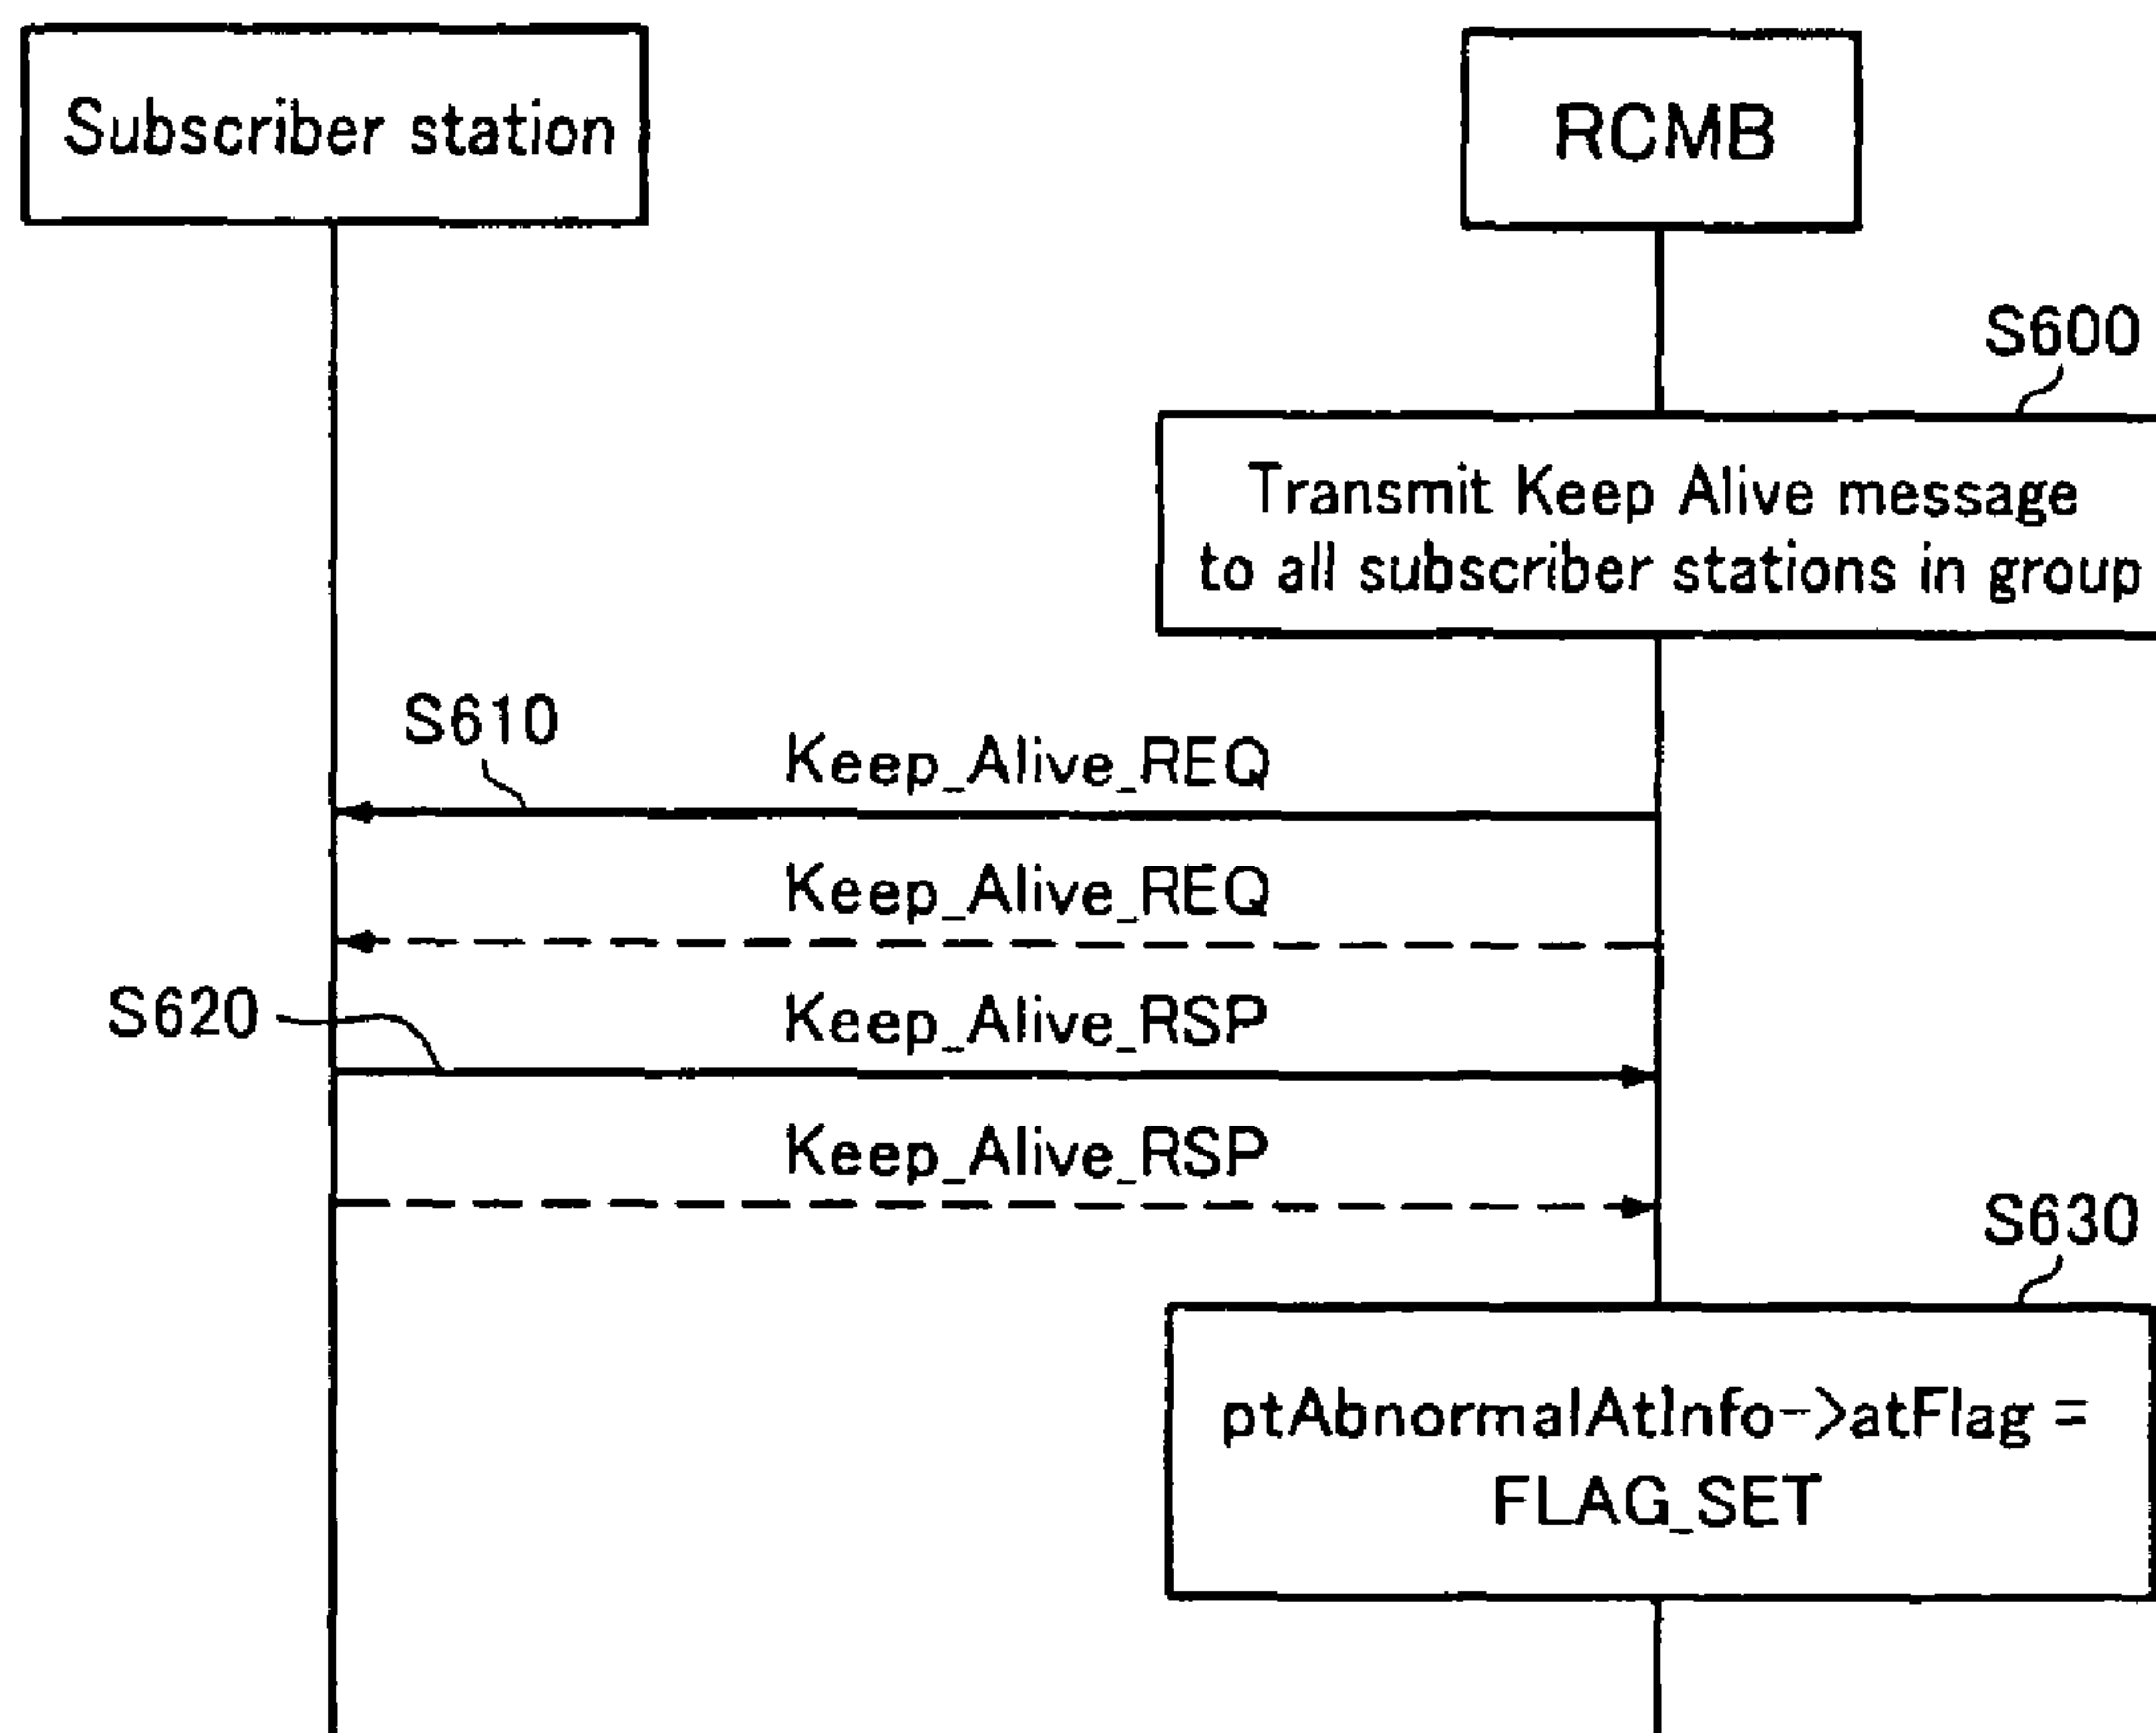 Subscriber station
RCMB
S600
Transmit Keep Alive message
to all subscriber stations in group
S610
Keep_Alive_REQ
Keep_Alive_REQ
S620
Keep_Alive_RSP
Keep_Alive_RSP
S630
ptAbnormalAtInfo->atFlag =
FLAG_SET